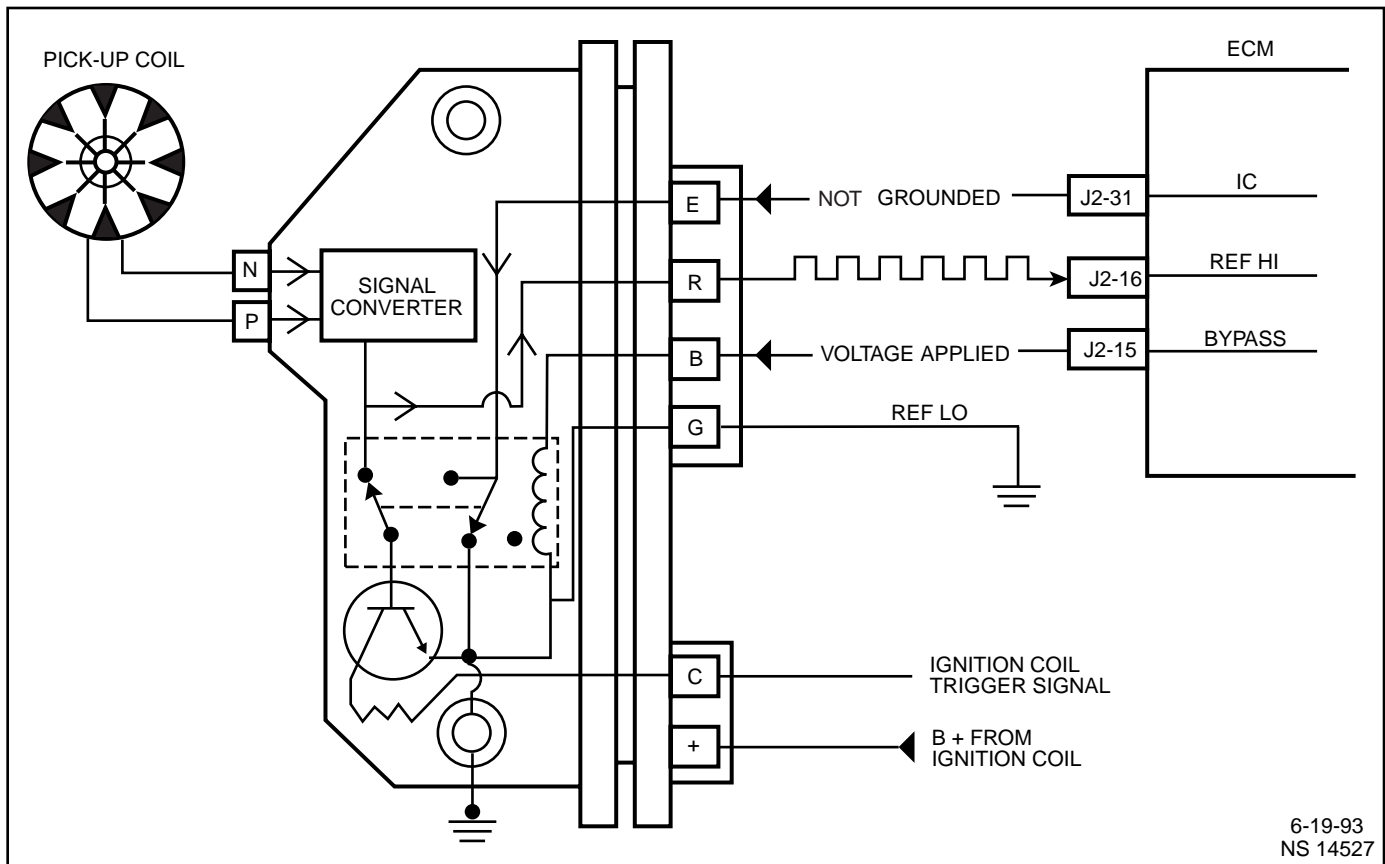 PICK-UP COIL
ECM
E
NOT GROUNDED
J2-31
IC
N
SIGNAL
CONVERTER
R
J2-16
REF HI
P
B
VOLTAGE APPLIED
J2-15
BYPASS
G
REF LO
C
IGNITION COIL
TRIGGER SIGNAL
+
B + FROM
IGNITION COIL
6-19-93
NS 14527